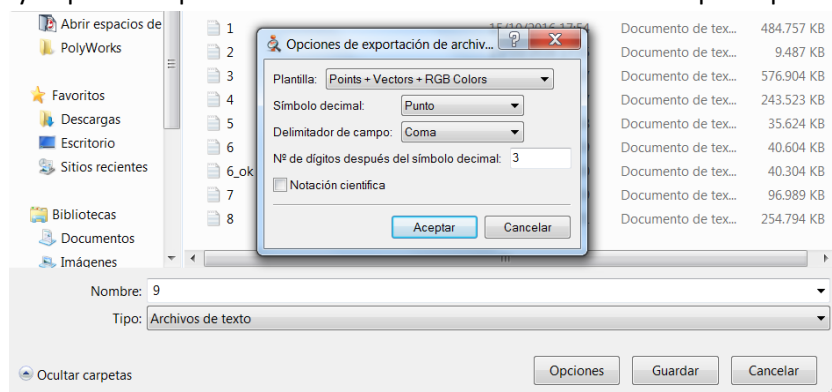 Abrir espacios de
PolyWorks
Favoritos
Descargas
Escritorio
Sitios recientes
Bibliotecas
Documentos
Imágenes
1
15/10/2016 17:54
Documento de tex...
484.757 KB
2
Documento de tex...
9.487 KB
3
Documento de tex...
576.904 KB
4
Documento de tex...
243.523 KB
5
Documento de tex...
35.624 KB
6
Documento de tex...
40.604 KB
6_ok
Documento de tex...
40.304 KB
7
Documento de tex...
96.989 KB
8
Documento de tex...
254.794 KB
Opciones de exportación de archiv...
Plantilla: Points + Vectors + RGB Colors
Símbolo decimal: Punto
Delimitador de campo: Coma
Nº de dígitos después del símbolo decimal: 3
Notación científica
Aceptar Cancelar
Nombre: 9
Tipo: Archivos de texto
Ocultar carpetas
Opciones Guardar Cancelar